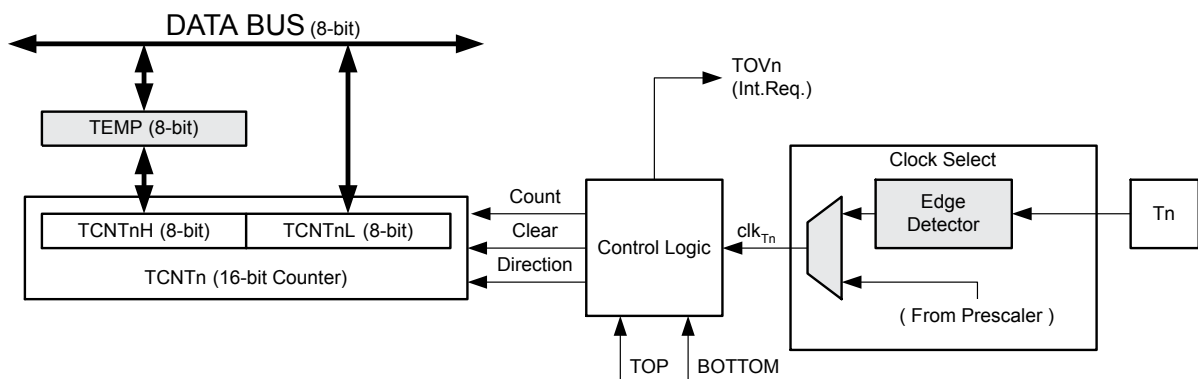 DATA BUS (8-bit)
TEMP (8-bit)
TCNTnH (8-bit)
TCNTnL (8-bit)
TCNTn (16-bit Counter)
Count
Clear
Direction
Control Logic
TOVn
(Int.Req.)
TOP
BOTTOM
clkTn
Clock Select
Edge
Detector
( From Prescaler )
Tn